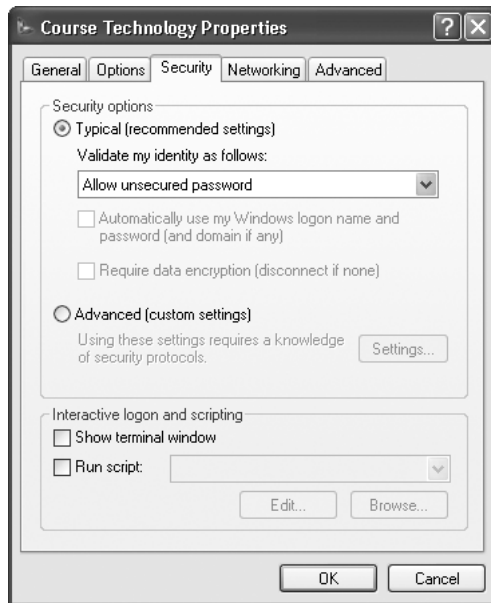 Course Technology Properties
General Options Security Networking Advanced
Security options
Typical (recommended settings)
Validate my identity as follows:
Allow unsecured password
Automatically use my Windows logon name and
password (and domain if any)
Require data encryption (disconnect if none)
Advanced (custom settings)
Using these settings requires a knowledge
of security protocols.
Settings...
Interactive logon and scripting
Show terminal window
Run script:
Edit... Browse...
OK Cancel